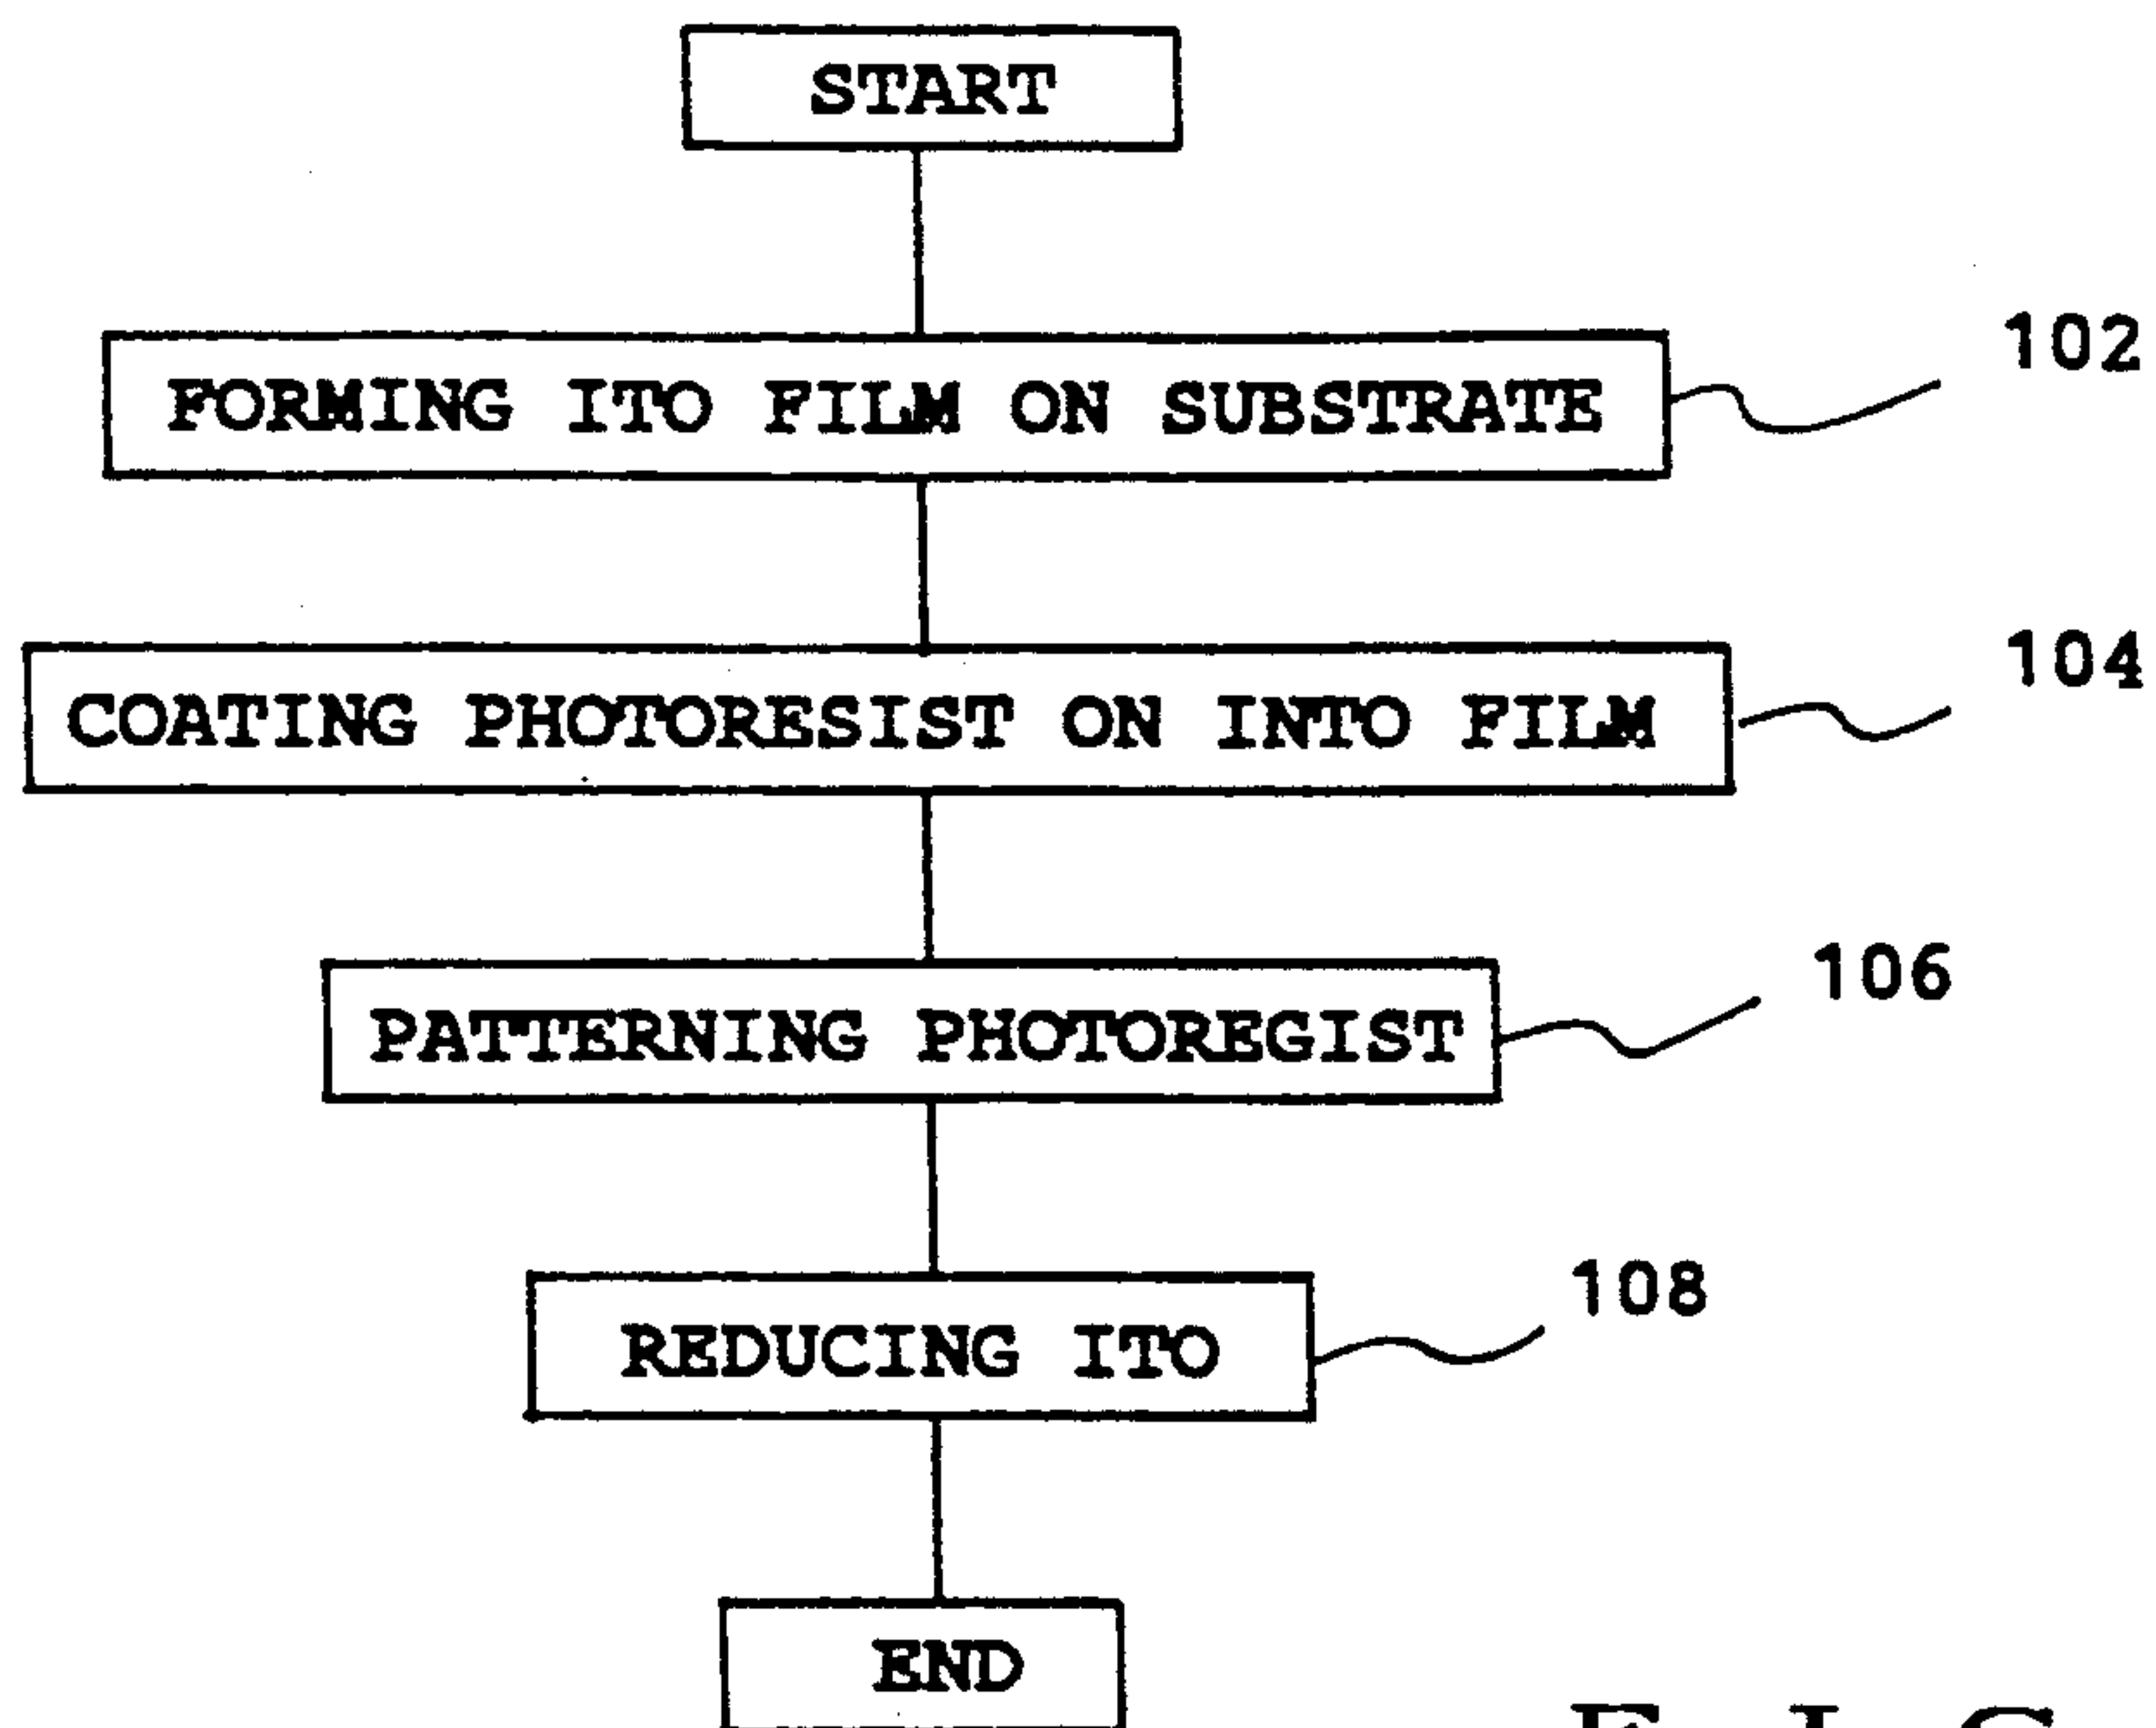 START
FORMING ITO FILM ON SUBSTRATE
102
COATING PHOTORESIST ON INTO FILM
104
PATTERNING PHOTOREGIST
106
REDUCING ITO
108
END